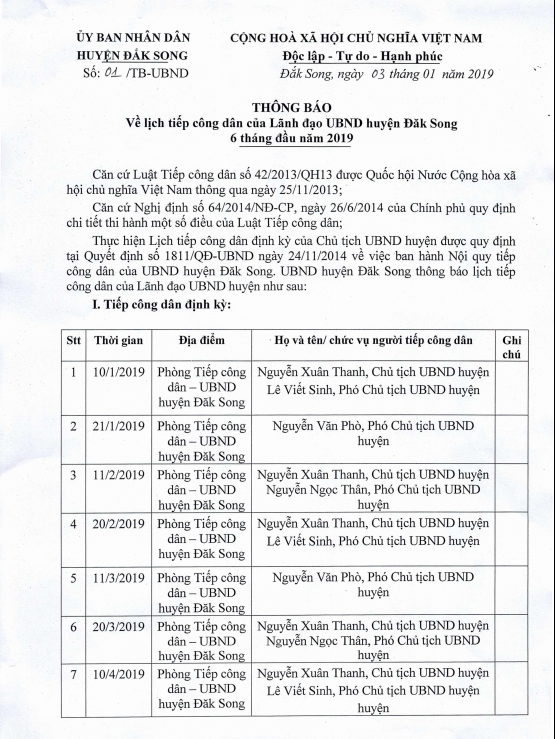 ỦY BAN NHÂN DÂN
HUYỆN ĐĂK SONG
Số: 01 /TB-UBND
CỘNG HOÀ XÃ HỘI CHỦ NGHĨA VIỆT NAM
Độc lập - Tự do - Hạnh phúc
Đăk Song, ngày 03 tháng 01 năm 2019
THÔNG BÁO
Về lịch tiếp công dân của Lãnh đạo UBND huyện Đăk Song
6 tháng đầu năm 2019
Căn cứ Luật Tiếp công dân số 42/2013/QH13 được Quốc hội Nước Cộng hòa xã
hội chủ nghĩa Việt Nam thông qua ngày 25/11/2013;
Căn cứ Nghị định số 64/2014/NĐ-CP, ngày 26/6/2014 của Chính phủ quy định
chi tiết thi hành một số điều của Luật Tiếp công dân;
Thực hiện Lịch tiếp công dân định kỳ của Chủ tịch UBND huyện được quy định
tại Quyết định số 1811/QĐ-UBND ngày 24/11/2014 về việc ban hành Nội quy tiếp
công dân của UBND huyện Đăk Song. UBND huyện Đăk Song thông báo lịch tiếp
công dân của Lãnh đạo UBND huyện như sau:
I. Tiếp công dân định kỳ:
Stt Thời gian Địa điểm Họ và tên/ chức vụ người tiếp công dân Ghi
chú
1 10/1/2019 Phòng Tiếp công Nguyễn Xuân Thanh, Chủ tịch UBND huyện
dân – UBND Lê Viết Sinh, Phó Chủ tịch UBND huyện
huyện Đăk Song
2 21/1/2019 Phòng Tiếp công Nguyễn Văn Phò, Phó Chủ tịch UBND
dân – UBND huyện
huyện Đăk Song
3 11/2/2019 Phòng Tiếp công Nguyễn Xuân Thanh, Chủ tịch UBND huyện
dân – UBND Nguyễn Ngọc Thân, Phó Chủ tịch UBND
huyện Đăk Song huyện
4 20/2/2019 Phòng Tiếp công Nguyễn Xuân Thanh, Chủ tịch UBND huyện
dân – UBND Lê Viết Sinh, Phó Chủ tịch UBND huyện
huyện Đăk Song
5 11/3/2019 Phòng Tiếp công Nguyễn Văn Phò, Phó Chủ tịch UBND
dân – UBND huyện
huyện Đăk Song
6 20/3/2019 Phòng Tiếp công Nguyễn Xuân Thanh, Chủ tịch UBND huyện
dân – UBND Nguyễn Ngọc Thân, Phó Chủ tịch UBND
huyện Đăk Song huyện
7 10/4/2019 Phòng Tiếp công Nguyễn Xuân Thanh, Chủ tịch UBND huyện
dân – UBND Lê Viết Sinh, Phó Chủ tịch UBND huyện
huyện Đăk Song huyện